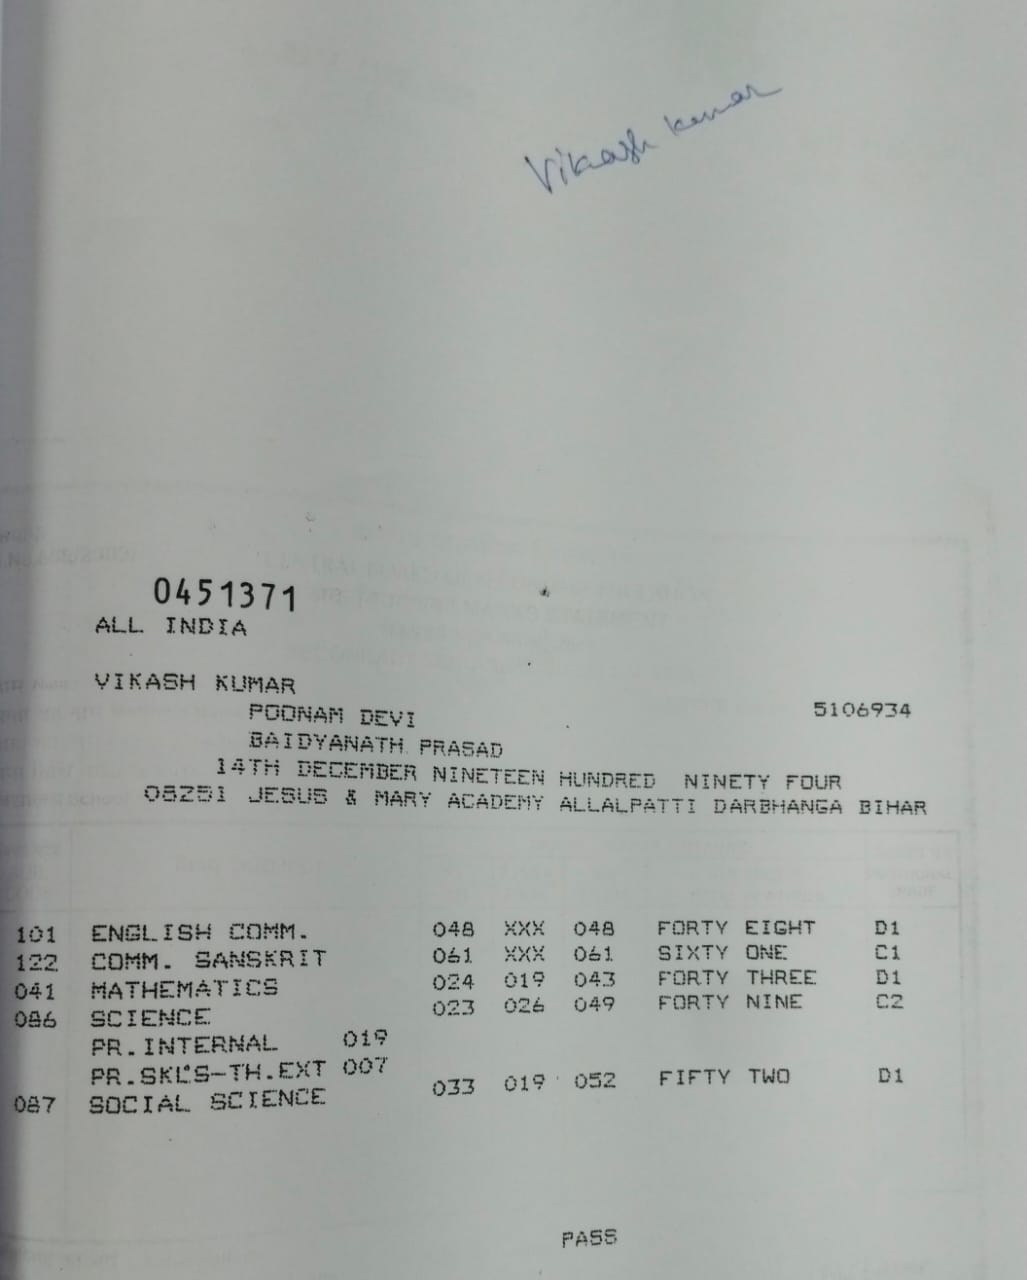 Vikash Kumar
0451371
ALL INDIA
VIKASH KUMAR
POONAM DEVI 5106934
BAIDYANATH PRASAD
14TH DECEMBER NINETEEN HUNDRED NINETY FOUR
08251 JESUS & MARY ACADEMY ALLALPATTI DARBHANGA BIHAR
101 ENGLISH COMM. 048 XXX 048 FORTY EIGHT D1
122 COMM. SANSKRIT 061 XXX 061 SIXTY ONE C1
041 MATHEMATICS 024 019 043 FORTY THREE D1
086 SCIENCE 023 026 049 FORTY NINE C2
PR.INTERNAL 019
PR.SKLS-TH.EXT 007
087 SOCIAL SCIENCE 033 019 052 FIFTY TWO D1
PASS